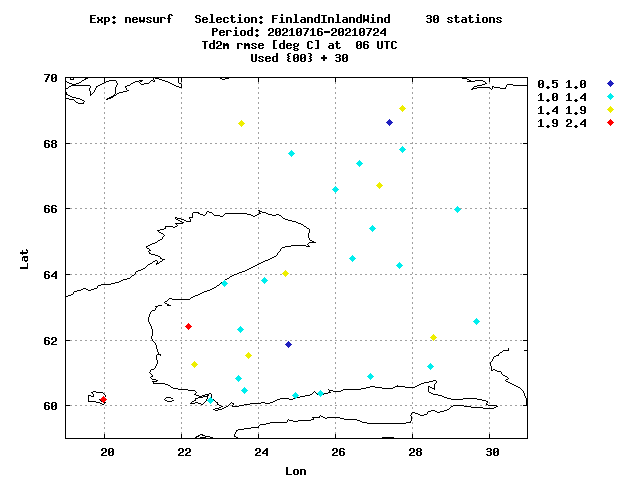 Exp: newsurf   Selection: FinlandInlandWind     30 stations
Period: 20210716-20210724
Td2m rmse [deg C] at  06 UTC
Used {00} + 30
0.5 1.0
1.0 1.4
1.4 1.9
1.9 2.4
70
68
66
64
62
60
Lat
20 22 24 26 28 30
Lon